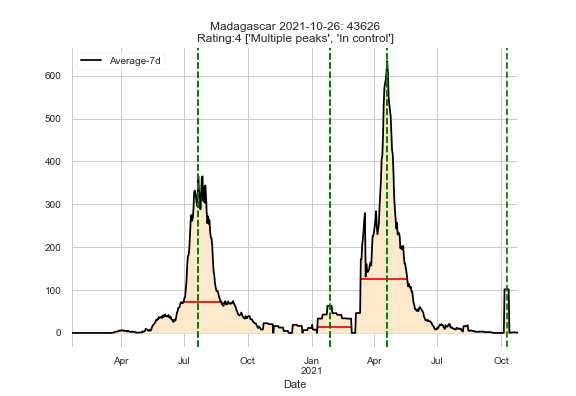 Madagascar 2021-10-26: 43626
Rating:4 ['Multiple peaks', 'In control']
Average-7d
600
500
400
300
200
100
0
Apr
Jul
Oct
Jan
2021
Apr
Jul
Oct
Date